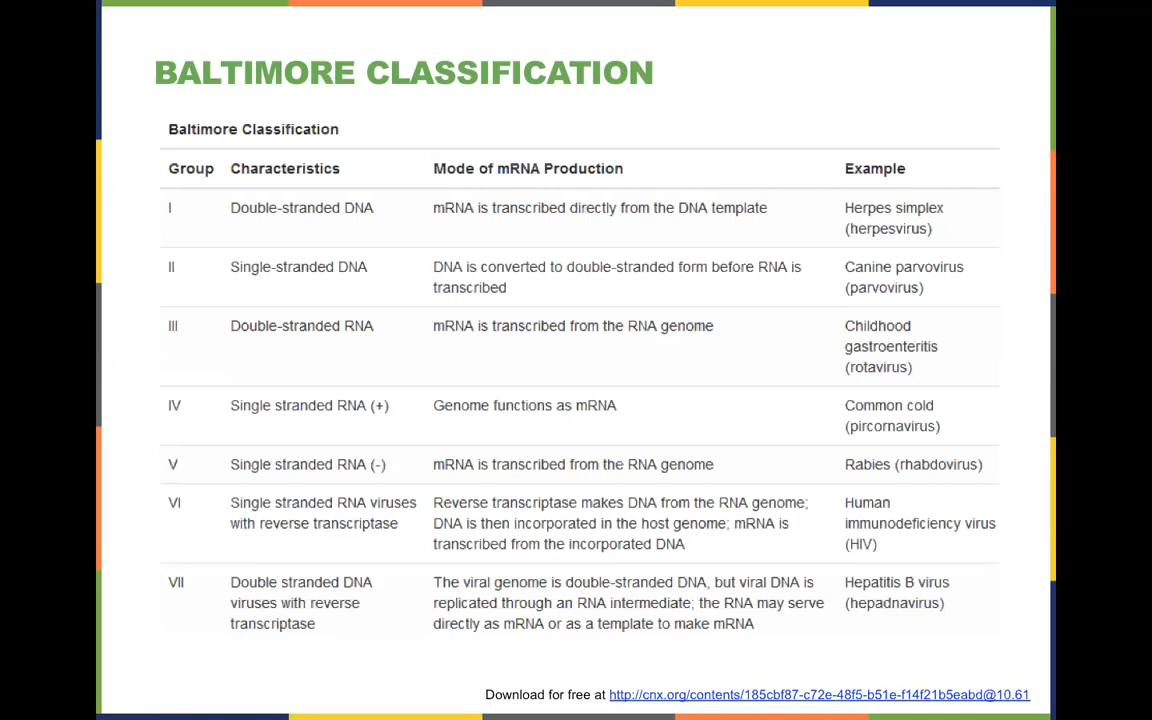 BALTIMORE CLASSIFICATION
Baltimore Classification
Group Characteristics Mode of mRNA Production Example
I Double-stranded DNA mRNA is transcribed directly from the DNA template Herpes simplex
(herpesvirus)
II Single-stranded DNA DNA is converted to double-stranded form before RNA is Canine parvovirus
transcribed (parvovirus)
III Double-stranded RNA mRNA is transcribed from the RNA genome Childhood
gastroenteritis
(rotavirus)
IV Single stranded RNA (+) Genome functions as mRNA Common cold
(pircornavirus)
V Single stranded RNA (-) mRNA is transcribed from the RNA genome Rabies (rhabdovirus)
VI Single stranded RNA viruses Reverse transcriptase makes DNA from the RNA genome; Human
with reverse transcriptase DNA is then incorporated in the host genome; mRNA is immunodeficiency virus
transcribed from the incorporated DNA (HIV)
VII Double stranded DNA The viral genome is double-stranded DNA, but viral DNA is Hepatitis B virus
viruses with reverse replicated through an RNA intermediate; the RNA may serve (hepadnavirus)
transcriptase directly as mRNA or as a template to make mRNA
Download for free at http://cnx.org/contents/185cbf87-c72e-48f5-b51e-f14f21b5eabd@10.61